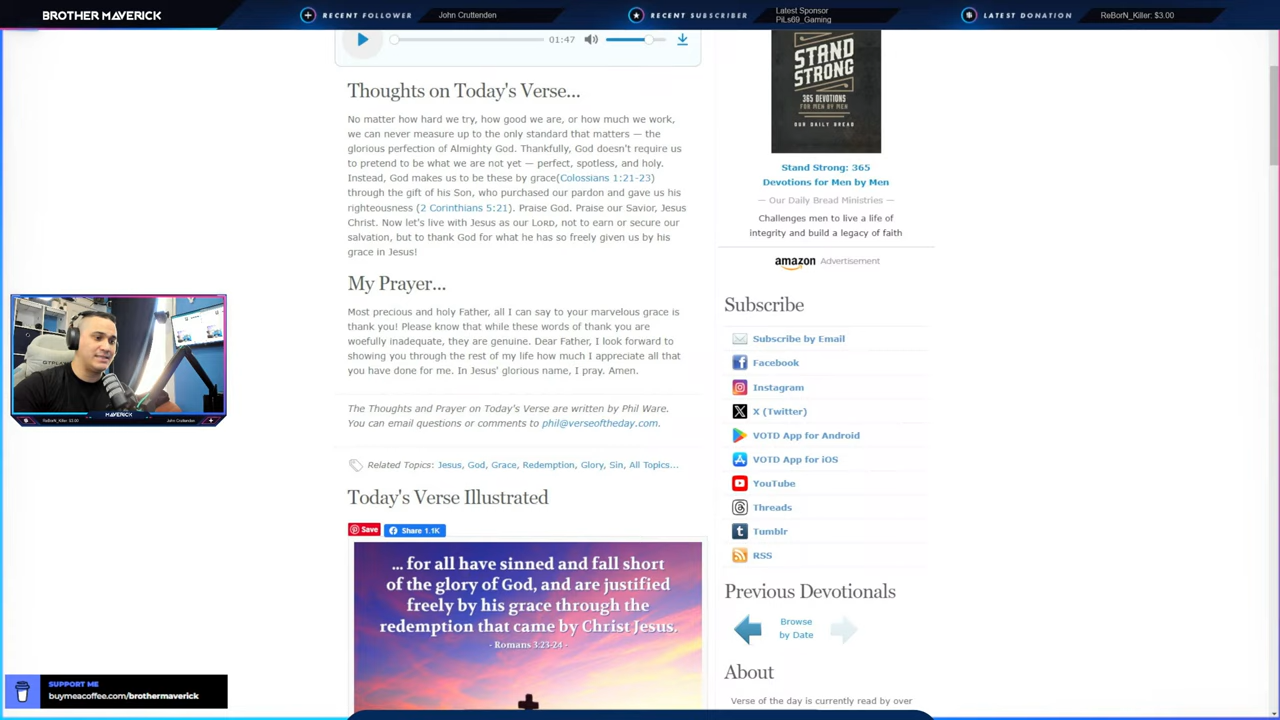 BROTHER MAVERICK
RECENT FOLLOWER
John Cruttenden
RECENT SUBSCRIBER
Latest Sponsor
PiLs69_Gaming
LATEST DONATION
ReBorN_Killer: $3.00
01:47
Thoughts on Today's Verse...
No matter how hard we try, how good we are, or how much we work,
we can never measure up to the only standard that matters — the
glorious perfection of Almighty God. Thankfully, God doesn't require us
to pretend to be what we are not yet — perfect, spotless, and holy.
Instead, God makes us to be these by grace(Colossians 1:21-23)
through the gift of his Son, who purchased our pardon and gave us his
righteousness (2 Corinthians 5:21). Praise God. Praise our Savior, Jesus
Christ. Now let's live with Jesus as our LORD, not to earn or secure our
salvation, but to thank God for what he has so freely given us by his
grace in Jesus!
My Prayer...
Most precious and holy Father, all I can say to your marvelous grace is
thank you! Please know that while these words of thank you are
woefully inadequate, they are genuine. Dear Father, I look forward to
showing you through the rest of my life how much I appreciate all that
you have done for me. In Jesus' glorious name, I pray. Amen.
The Thoughts and Prayer on Today's Verse are written by Phil Ware.
You can email questions or comments to phil@verseoftheday.com.
Related Topics: Jesus, God, Grace, Redemption, Glory, Sin, All Topics...
Today's Verse Illustrated
Save
Share 1.1K
... for all have sinned and fall short
of the glory of God, and are justified
freely by his grace through the
redemption that came by Christ Jesus.
- Romans 3:23-24 -
STAND
STRONG
365 DEVOTIONS
FOR MEN BY MEN
OUR DAILY BREAD
Stand Strong: 365
Devotions for Men by Men
— Our Daily Bread Ministries —
Challenges men to live a life of
integrity and build a legacy of faith
amazon Advertisement
Subscribe
Subscribe by Email
Facebook
Instagram
X (Twitter)
VOTD App for Android
VOTD App for iOS
YouTube
Threads
Tumblr
RSS
Previous Devotionals
Browse
by Date
About
Verse of the day is currently read by over
MAVERICK
ReBorN_Killer: $3.00
John Cruttenden
SUPPORT ME
buymeacoffee.com/brothermaverick